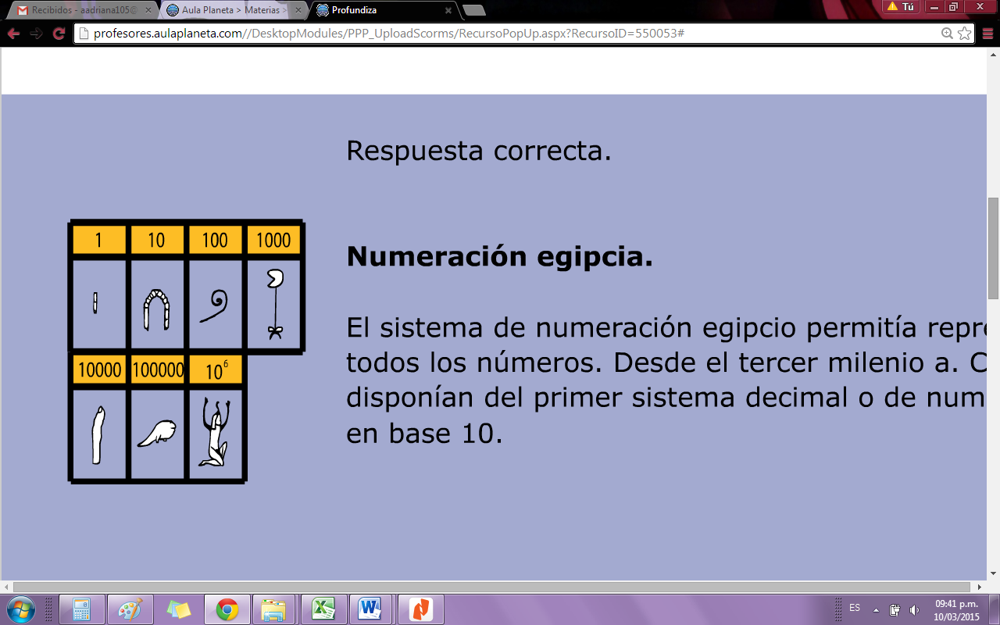 Recibidos - aadriana105@
Aula Planeta > Materias >
Profundiza
Tú
profesores.aulaplaneta.com//DesktopModules/PPP_UploadScorms/RecursoPopUp.aspx?RecursoID=550053#
Respuesta correcta.
1 10 100 1000
10000 100000 10⁶
Numeración egipcia.
El sistema de numeración egipcio permitía repre
todos los números. Desde el tercer milenio a. C
disponían del primer sistema decimal o de num
en base 10.
ES
09:41 p.m.
10/03/2015